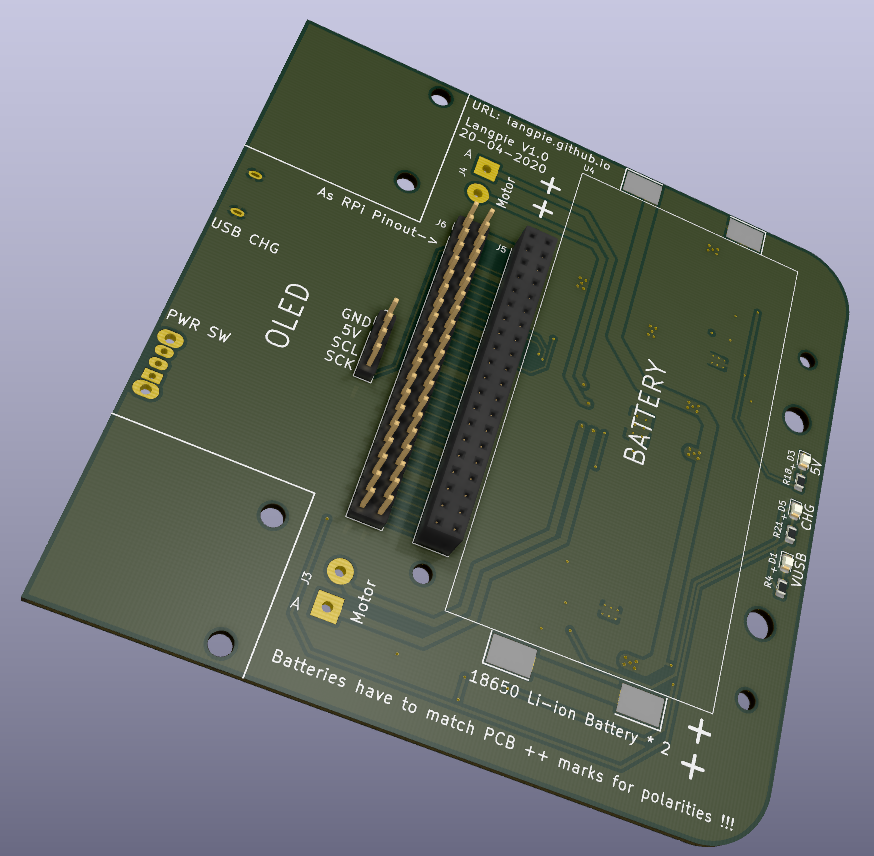 URL: langpie.github.io
Langpie V1.0
20-04-2020
U4
A
J4
Motor
+
+
As RPi Pinout->
J6
J5
USB CHG
OLED
GND
5V
SCL
SCK
PWR SW
BATTERY
R18 + D3
5V
R21 + D5
CHG
R4 + D1
VUSB
J3
A
Motor
18650 Li-ion Battery * 2
+
+
Batteries have to match PCB ++ marks for polarities !!!